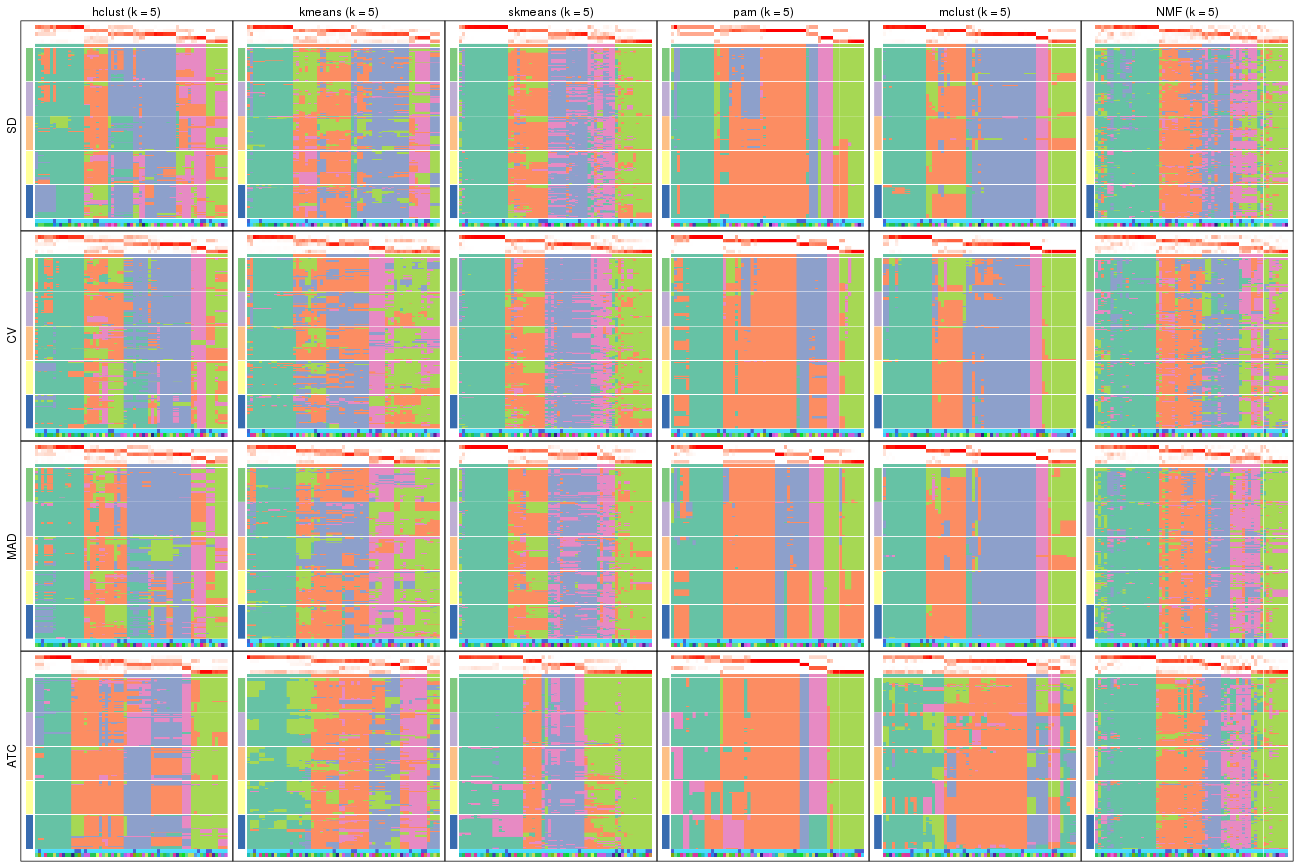 hclust (k = 5) kmeans (k = 5) skmeans (k = 5) pam (k = 5) mclust (k = 5) NMF (k = 5)
SD
CV
MAD
ATC